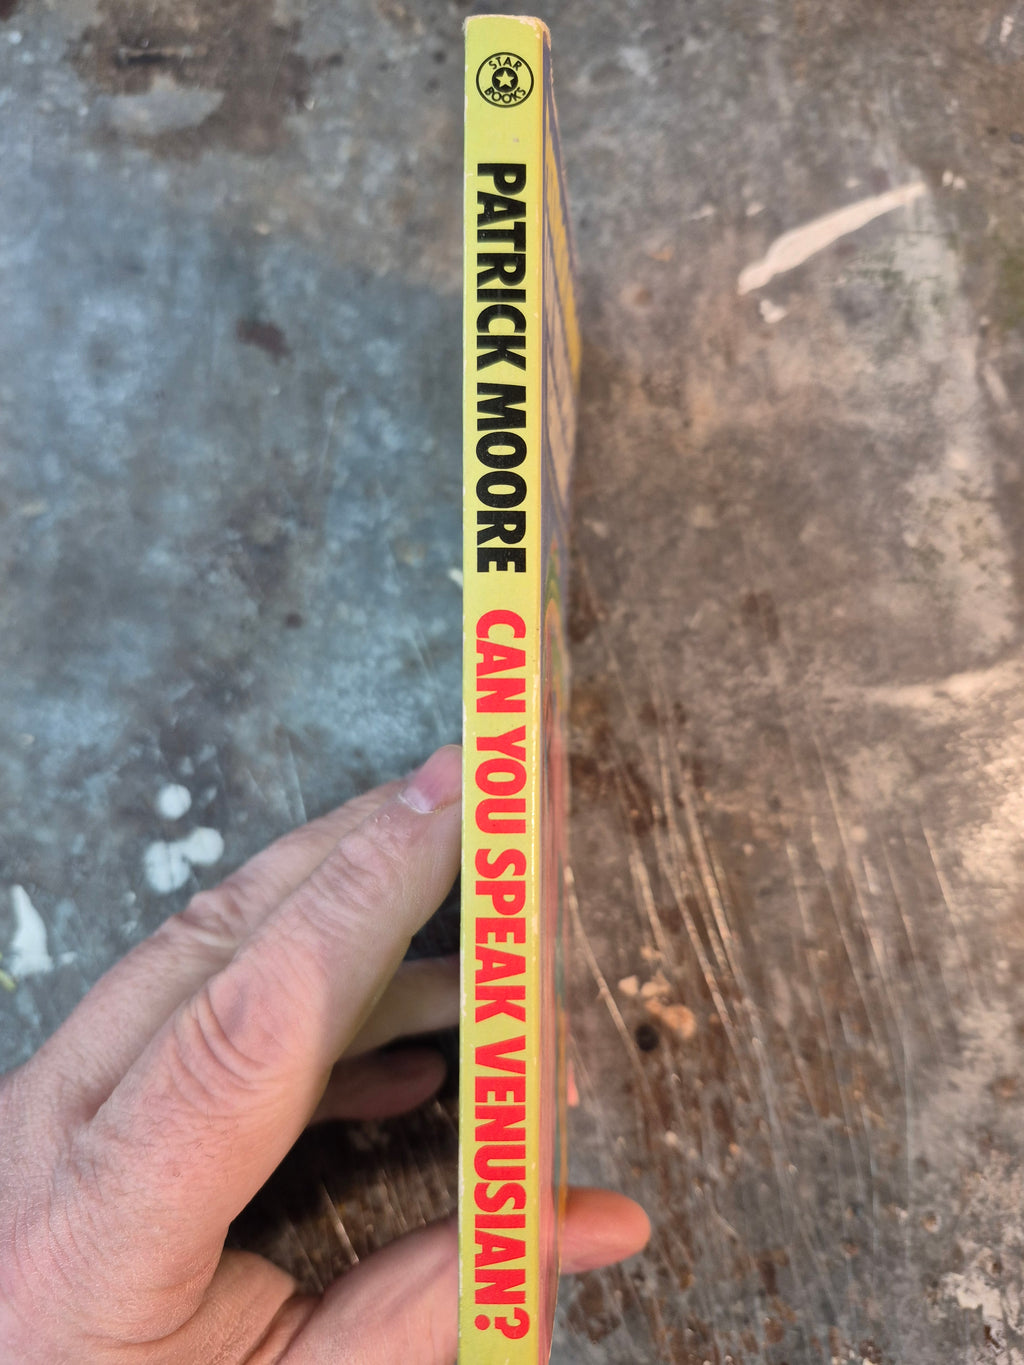 STAR
BOOKS
PATRICK MOORE CAN YOU SPEAK VENUSIAN?